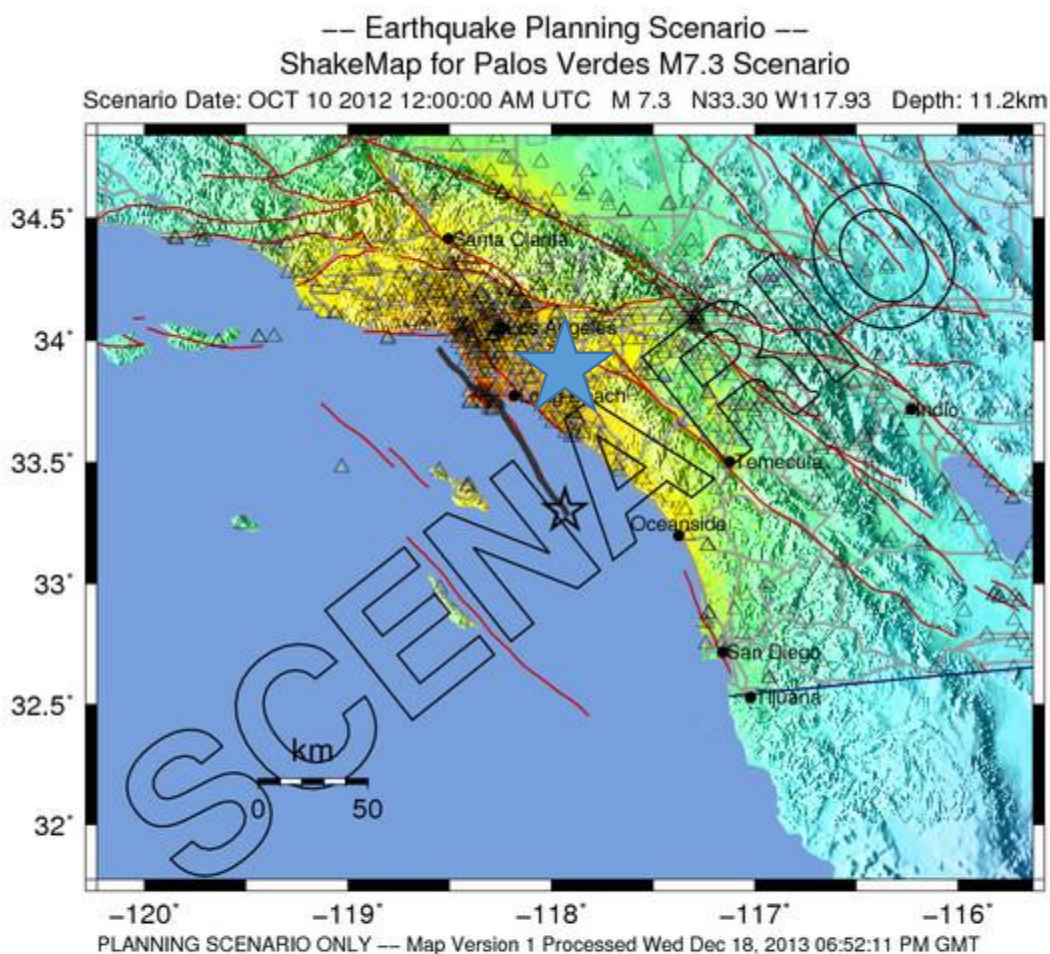 -- Earthquake Planning Scenario --
ShakeMap for Palos Verdes M7.3 Scenario
Scenario Date: OCT 10 2012 12:00:00 AM UTC M 7.3 N33.30 W117.93 Depth: 11.2km
34.5°
Santa Clarita
34°
Los Angeles
Long Beach
Indio
33.5°
Temecula
Oceanside
33°
San Diego
32.5°
Tijuana
SCENARIO
km
0 50
32°
-120° -119° -118° -117° -116°
PLANNING SCENARIO ONLY -- Map Version 1 Processed Wed Dec 18, 2013 06:52:11 PM GMT